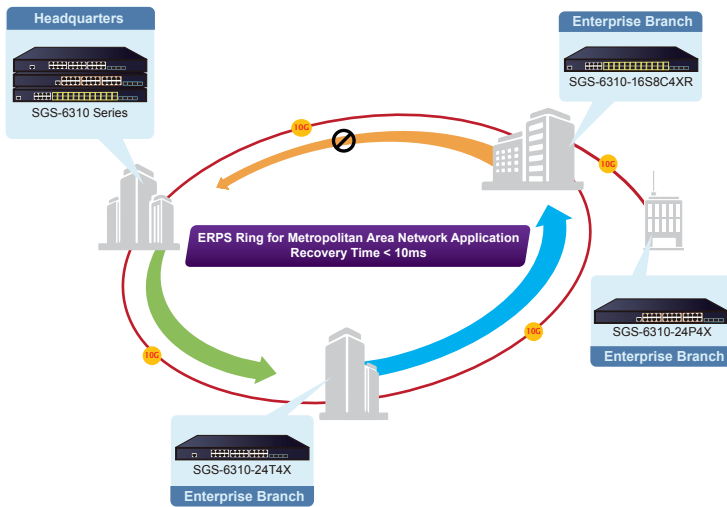 Headquarters
SGS-6310 Series
Enterprise Branch
SGS-6310-16S8C4XR
10G
10G
ERPS Ring for Metropolitan Area Network Application
Recovery Time < 10ms
SGS-6310-24P4X
Enterprise Branch
10G
10G
SGS-6310-24T4X
Enterprise Branch